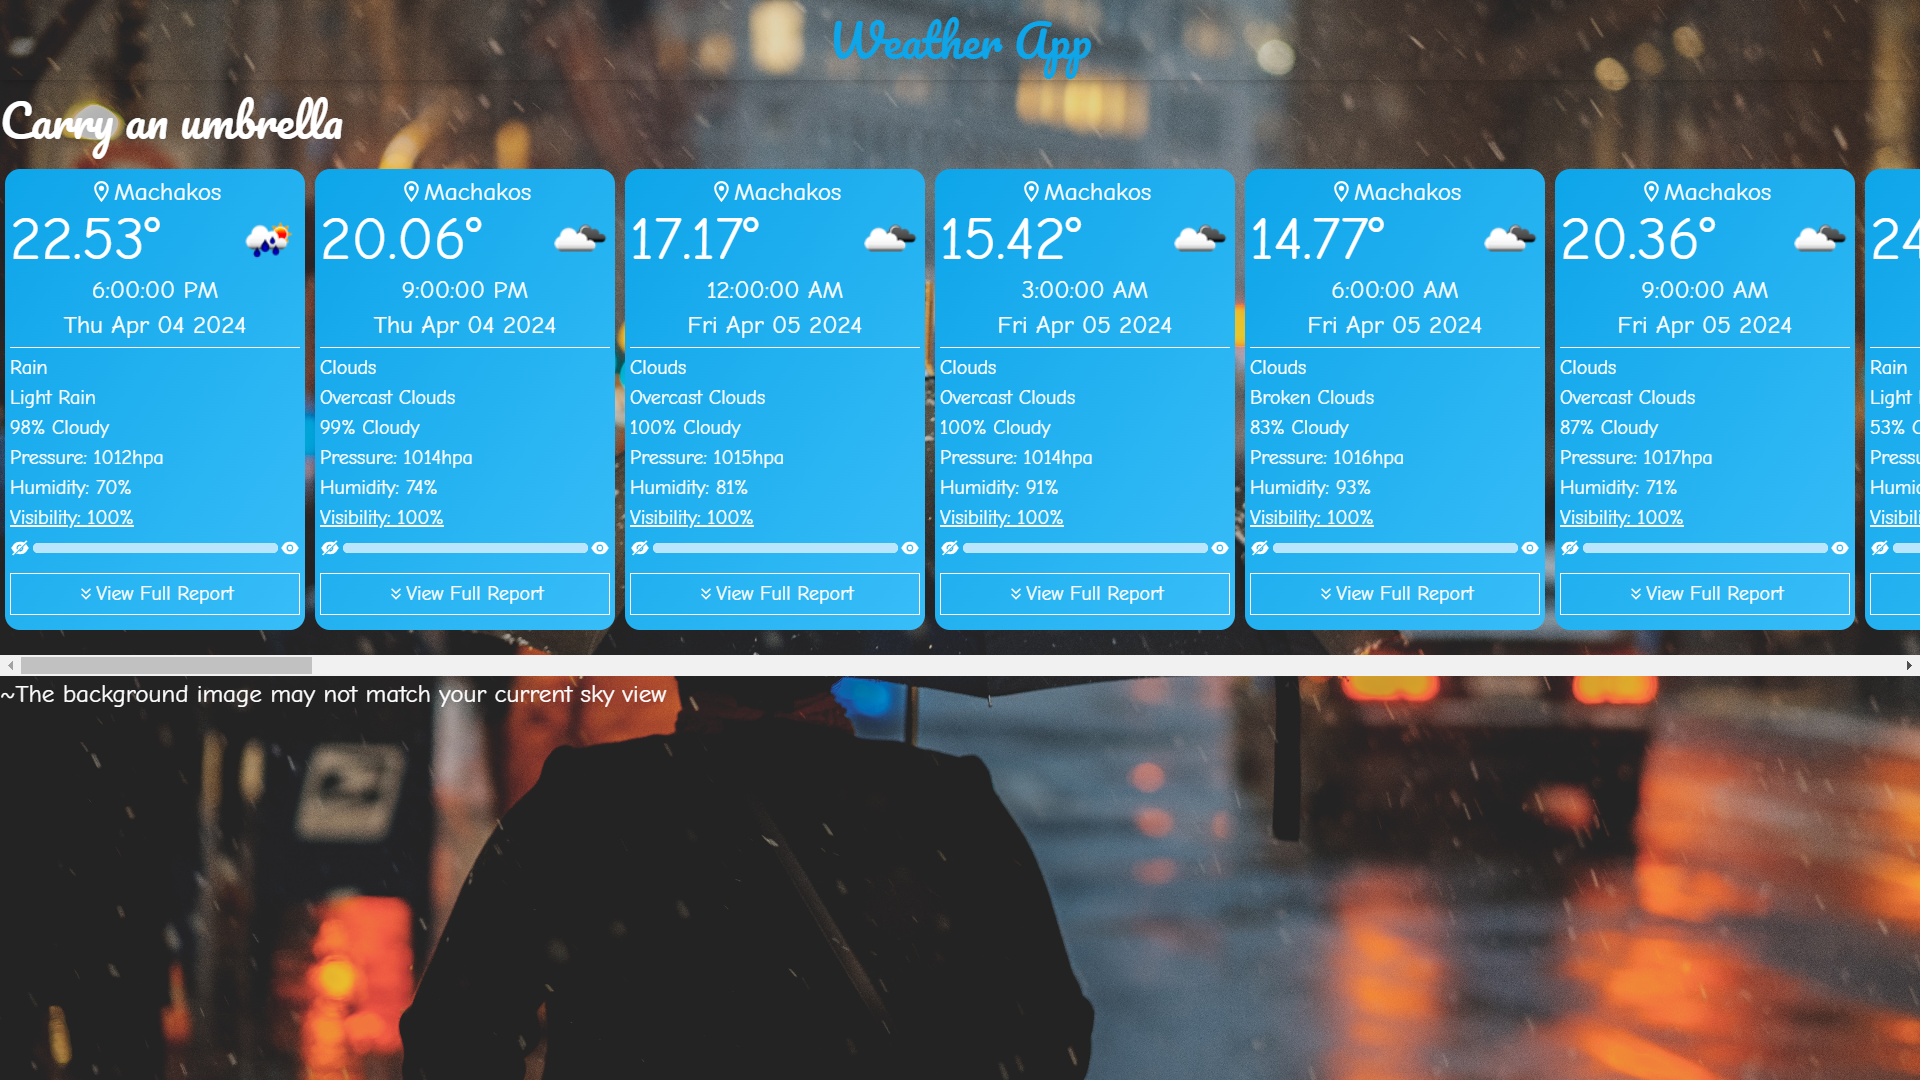 Weather App
Carry an umbrella
Machakos
22.53°
6:00:00 PM
Thu Apr 04 2024
Rain
Light Rain
98% Cloudy
Pressure: 1012hpa
Humidity: 70%
Visibility: 100%
View Full Report
Machakos
20.06°
9:00:00 PM
Thu Apr 04 2024
Clouds
Overcast Clouds
99% Cloudy
Pressure: 1014hpa
Humidity: 74%
Visibility: 100%
View Full Report
Machakos
17.17°
12:00:00 AM
Fri Apr 05 2024
Clouds
Overcast Clouds
100% Cloudy
Pressure: 1015hpa
Humidity: 81%
Visibility: 100%
View Full Report
Machakos
15.42°
3:00:00 AM
Fri Apr 05 2024
Clouds
Overcast Clouds
100% Cloudy
Pressure: 1014hpa
Humidity: 91%
Visibility: 100%
View Full Report
Machakos
14.77°
6:00:00 AM
Fri Apr 05 2024
Clouds
Broken Clouds
83% Cloudy
Pressure: 1016hpa
Humidity: 93%
Visibility: 100%
View Full Report
Machakos
20.36°
9:00:00 AM
Fri Apr 05 2024
Clouds
Overcast Clouds
87% Cloudy
Pressure: 1017hpa
Humidity: 71%
Visibility: 100%
View Full Report
24
Rain
Light
53%
~The background image may not match your current sky view